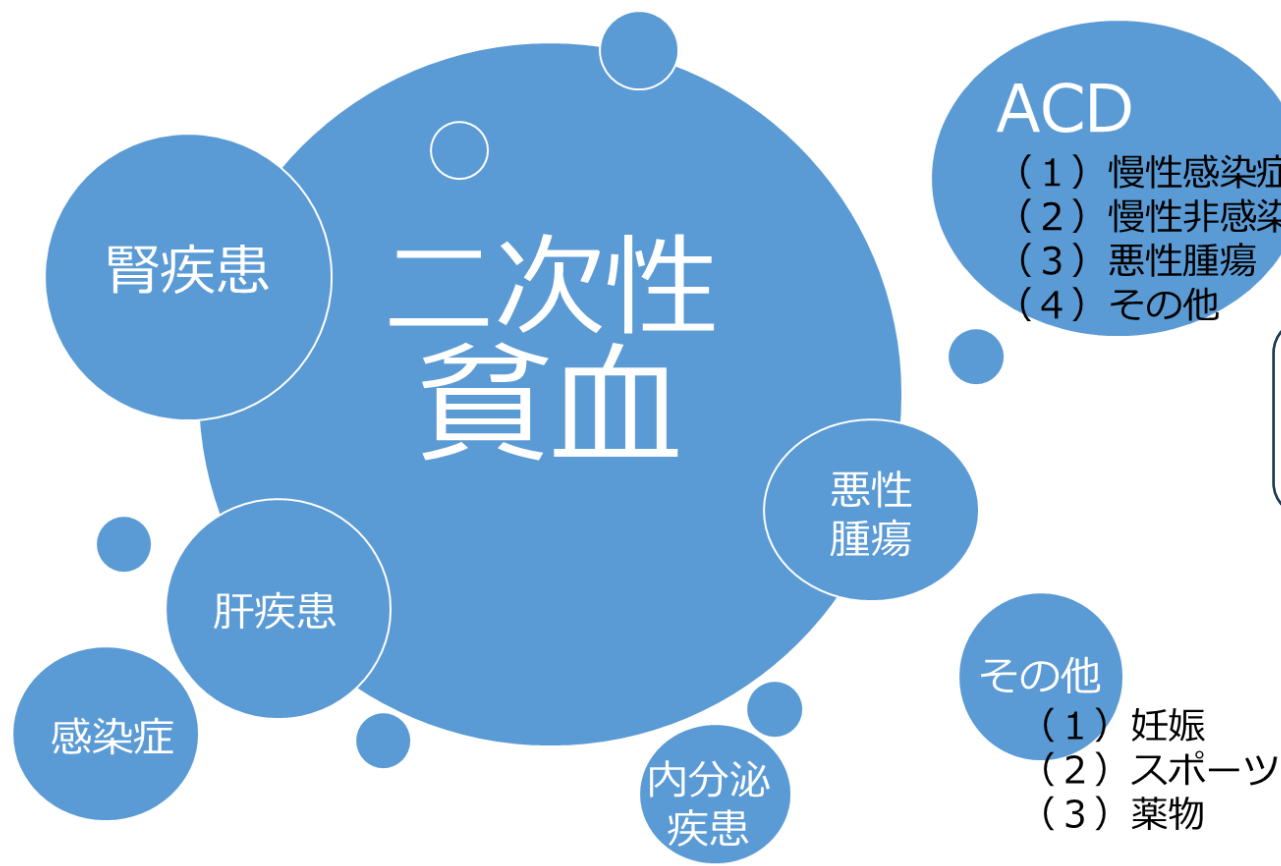 ACD
（1）慢性感染症
（2）慢性非感染
（3）悪性腫瘍
（4）その他
腎疾患
二次性
貧血
悪性
腫瘍
肝疾患
感染症
内分泌
疾患
その他
（1）妊娠
（2）スポーツ
（3）薬物